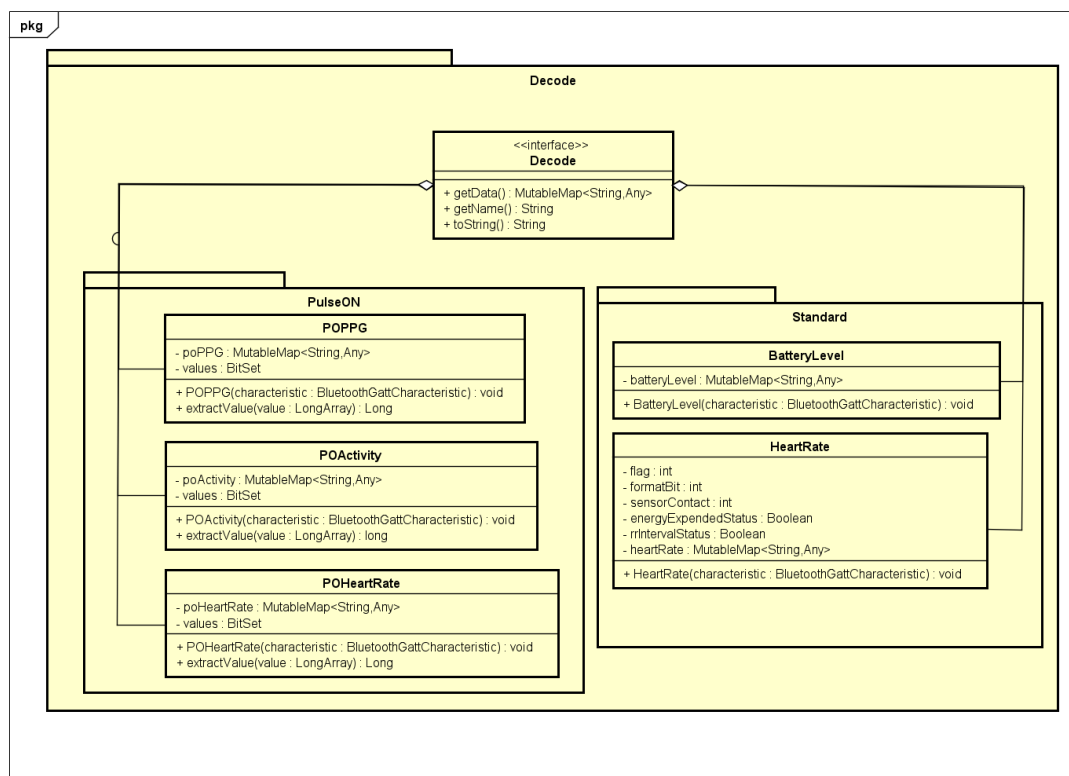 pkg
Decode
<<interface>>
Decode
+ getData() : MutableMap<String,Any>
+ getName() : String
+ toString() : String
PulseON
POPPG
- poPPG : MutableMap<String,Any>
- values : BitSet
+ POPPG(characteristic : BluetoothGattCharacteristic) : void
+ extractValue(value : LongArray) : Long
POActivity
- poActivity : MutableMap<String,Any>
- values : BitSet
+ POActivity(characteristic : BluetoothGattCharacteristic) : void
+ extractValue(value : LongArray) : long
POHeartRate
- poHeartRate : MutableMap<String,Any>
- values : BitSet
+ POHeartRate(characteristic : BluetoothGattCharacteristic) : void
+ extractValue(value : LongArray) : Long
Standard
BatteryLevel
- batteryLevel : MutableMap<String,Any>
+ BatteryLevel(characteristic : BluetoothGattCharacteristic) : void
HeartRate
- flag : int
- formatBit : int
- sensorContact : int
- energyExpendedStatus : Boolean
- rrIntervalStatus : Boolean
- heartRate : MutableMap<String,Any>
+ HeartRate(characteristic : BluetoothGattCharacteristic) : void